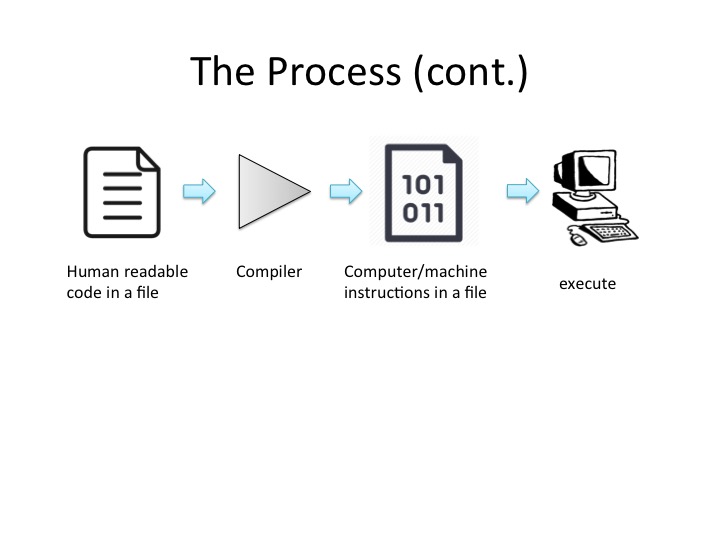 The Process (cont.)
101
011
Human readable
code in a file
Compiler
Computer/machine
instructions in a file
execute